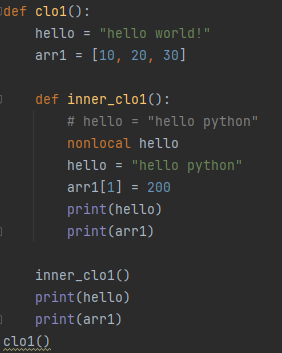 def clo1():
    hello = "hello world!"
    arr1 = [10, 20, 30]

    def inner_clo1():
        # hello = "hello python"
        nonlocal hello
        hello = "hello python"
        arr1[1] = 200
        print(hello)
        print(arr1)

    inner_clo1()
    print(hello)
    print(arr1)
clo1()